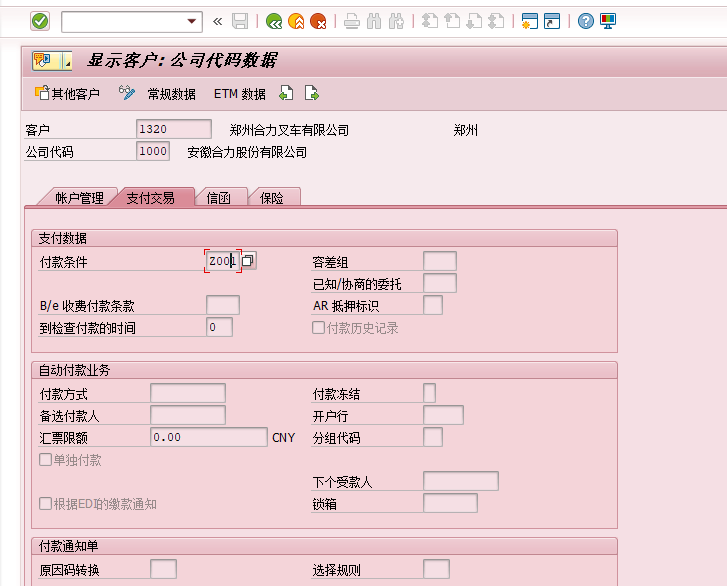 显示客户:公司代码数据
其他客户 常规数据 ETM 数据
客户 1320 郑州合力叉车有限公司 郑州
公司代码 1000 安徽合力股份有限公司
帐户管理 支付交易 信函 保险
支付数据
付款条件 Z001 容差组
已知/协商的委托
B/e 收费付款条款 AR 抵押标识
到检查付款的时间 0 付款历史记录
自动付款业务
付款方式 付款冻结
备选付款人 开户行
汇票限额 0.00 CNY 分组代码
单独付款
下个受款人
根据EDI的缴款通知 锁箱
付款通知单
原因码转换 选择规则